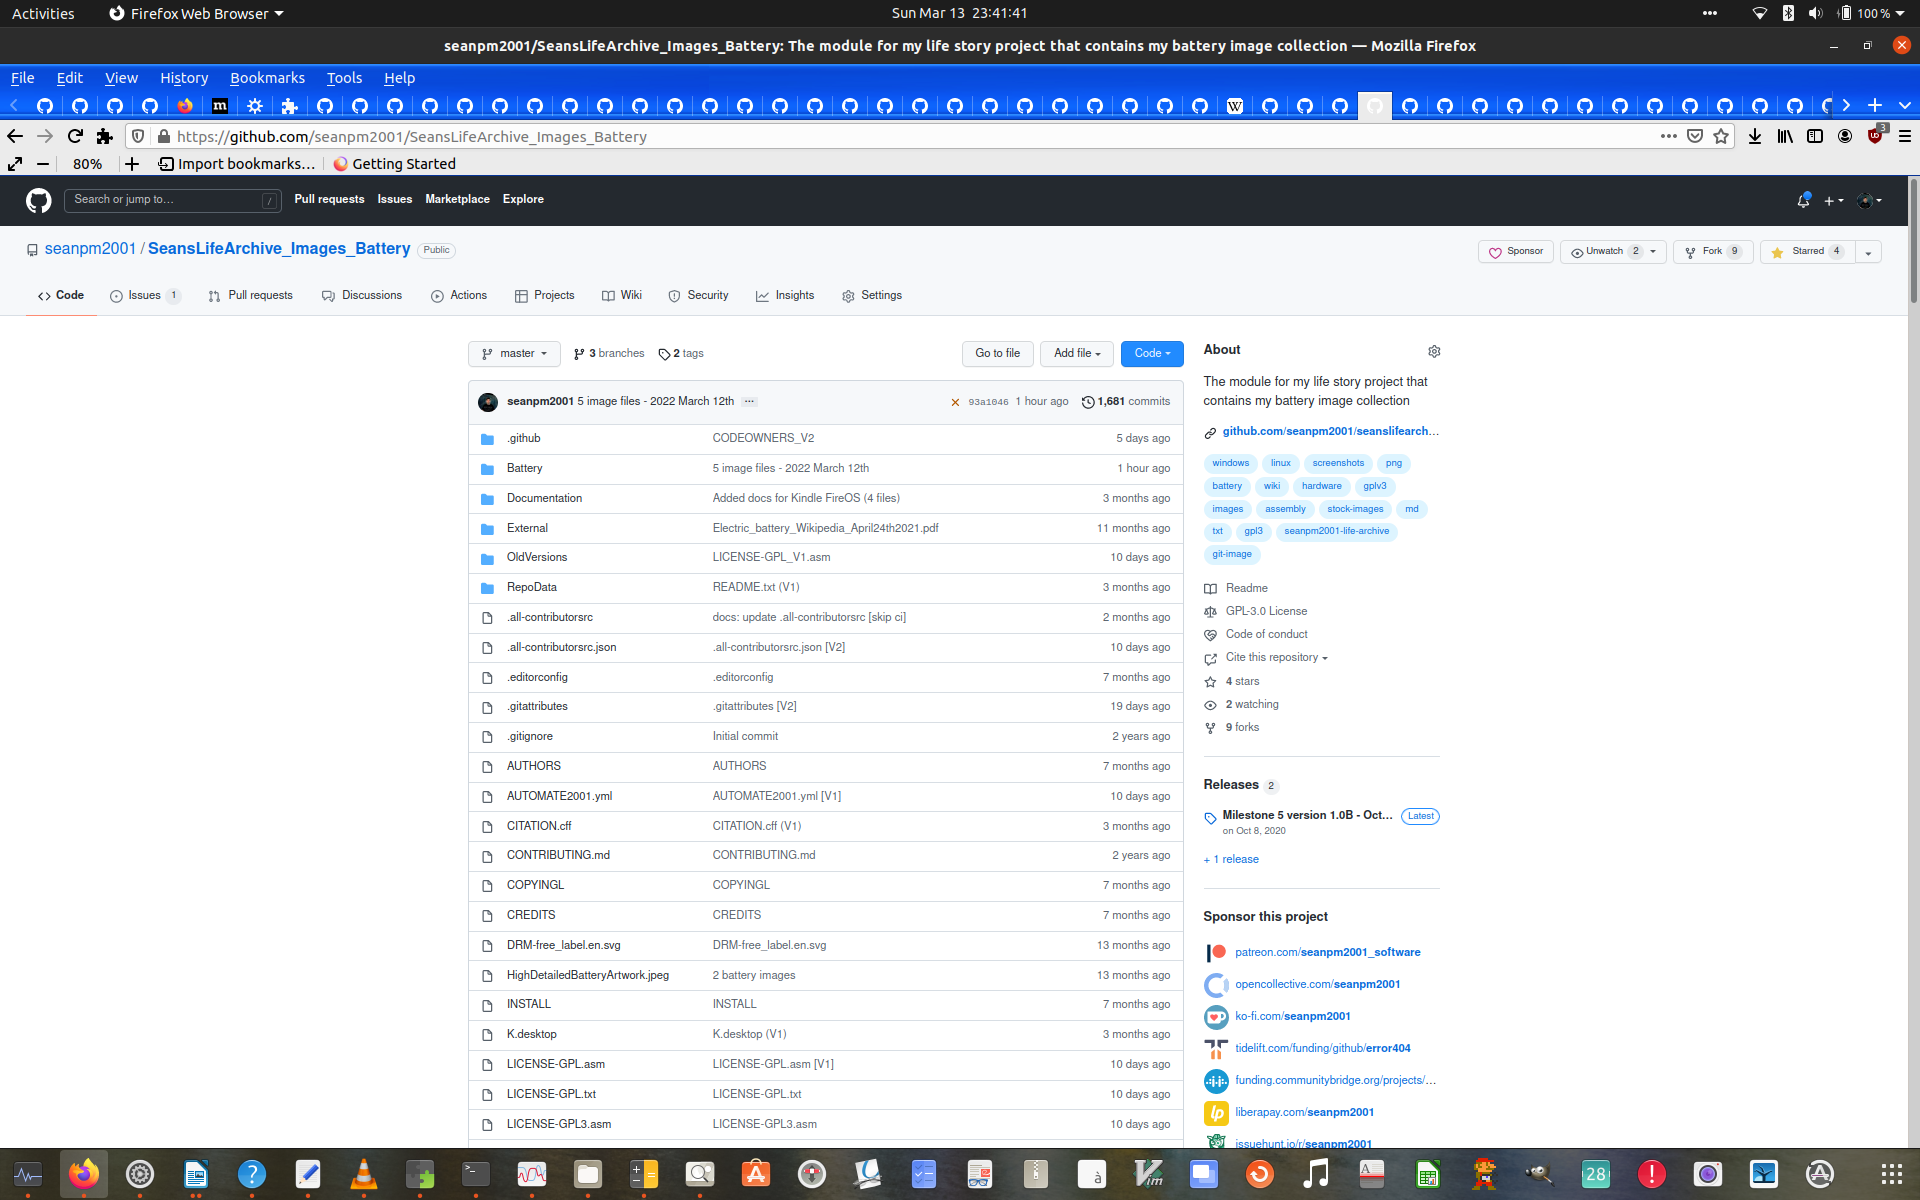 Activities Firefox Web Browser Sun Mar 13 23:41:41 100 %
seanpm2001/SeansLifeArchive_Images_Battery: The module for my life story project that contains my battery image collection — Mozilla Firefox
File Edit View History Bookmarks Tools Help
https://github.com/seanpm2001/SeansLifeArchive_Images_Battery 3
80% Import bookmarks… Getting Started
Search or jump to… / Pull requests Issues Marketplace Explore
seanpm2001 / SeansLifeArchive_Images_Battery Public Sponsor Unwatch 2 Fork 9 Starred 4
Code Issues 1 Pull requests Discussions Actions Projects Wiki Security Insights Settings
master 3 branches 2 tags Go to file Add file Code
seanpm2001 5 image files - 2022 March 12th 93a1046 1 hour ago 1,681 commits
.github CODEOWNERS_V2 5 days ago
Battery 5 image files - 2022 March 12th 1 hour ago
Documentation Added docs for Kindle FireOS (4 files) 3 months ago
External Electric_battery_Wikipedia_April24th2021.pdf 11 months ago
OldVersions LICENSE-GPL_V1.asm 10 days ago
RepoData README.txt (V1) 3 months ago
.all-contributorsrc docs: update .all-contributorsrc [skip ci] 2 months ago
.all-contributorsrc.json .all-contributorsrc.json [V2] 10 days ago
.editorconfig .editorconfig 7 months ago
.gitattributes .gitattributes [V2] 19 days ago
.gitignore Initial commit 2 years ago
AUTHORS AUTHORS 7 months ago
AUTOMATE2001.yml AUTOMATE2001.yml [V1] 10 days ago
CITATION.cff CITATION.cff (V1) 3 months ago
CONTRIBUTING.md CONTRIBUTING.md 2 years ago
COPYINGL COPYINGL 7 months ago
CREDITS CREDITS 7 months ago
DRM-free_label.en.svg DRM-free_label.en.svg 13 months ago
HighDetailedBatteryArtwork.jpeg 2 battery images 13 months ago
INSTALL INSTALL 7 months ago
K.desktop K.desktop (V1) 3 months ago
LICENSE-GPL.asm LICENSE-GPL.asm [V1] 10 days ago
LICENSE-GPL.txt LICENSE-GPL.txt 10 days ago
LICENSE-GPL3.asm LICENSE-GPL3.asm 10 days ago
About
The module for my life story project that
contains my battery image collection
github.com/seanpm2001/seanslifearch…
windows linux screenshots png
battery wiki hardware gplv3
images assembly stock-images md
txt gpl3 seanpm2001-life-archive
git-image
Readme
GPL-3.0 License
Code of conduct
Cite this repository
4 stars
2 watching
9 forks
Releases 2
Milestone 5 version 1.0B - Oct… Latest
on Oct 8, 2020
+ 1 release
Sponsor this project
patreon.com/seanpm2001_software
opencollective.com/seanpm2001
ko-fi.com/seanpm2001
tidelift.com/funding/github/error404
funding.communitybridge.org/projects/…
liberapay.com/seanpm2001
issuehunt.io/r/seanpm2001
28